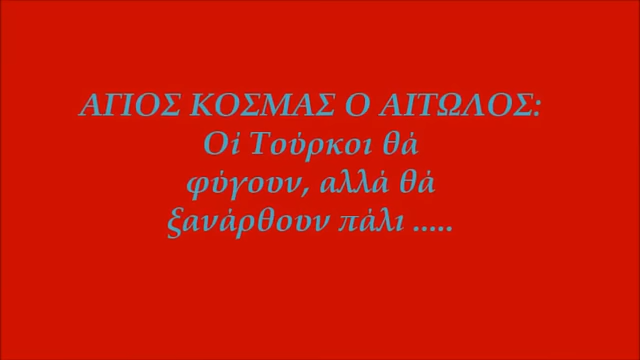 ΑΓΙΟΣ ΚΟΣΜΑΣ Ο ΑΙΤΩΛΟΣ:
Οἱ Τούρκοι θά
φύγουν, αλλά θά
ξανάρθουν πάλι .....